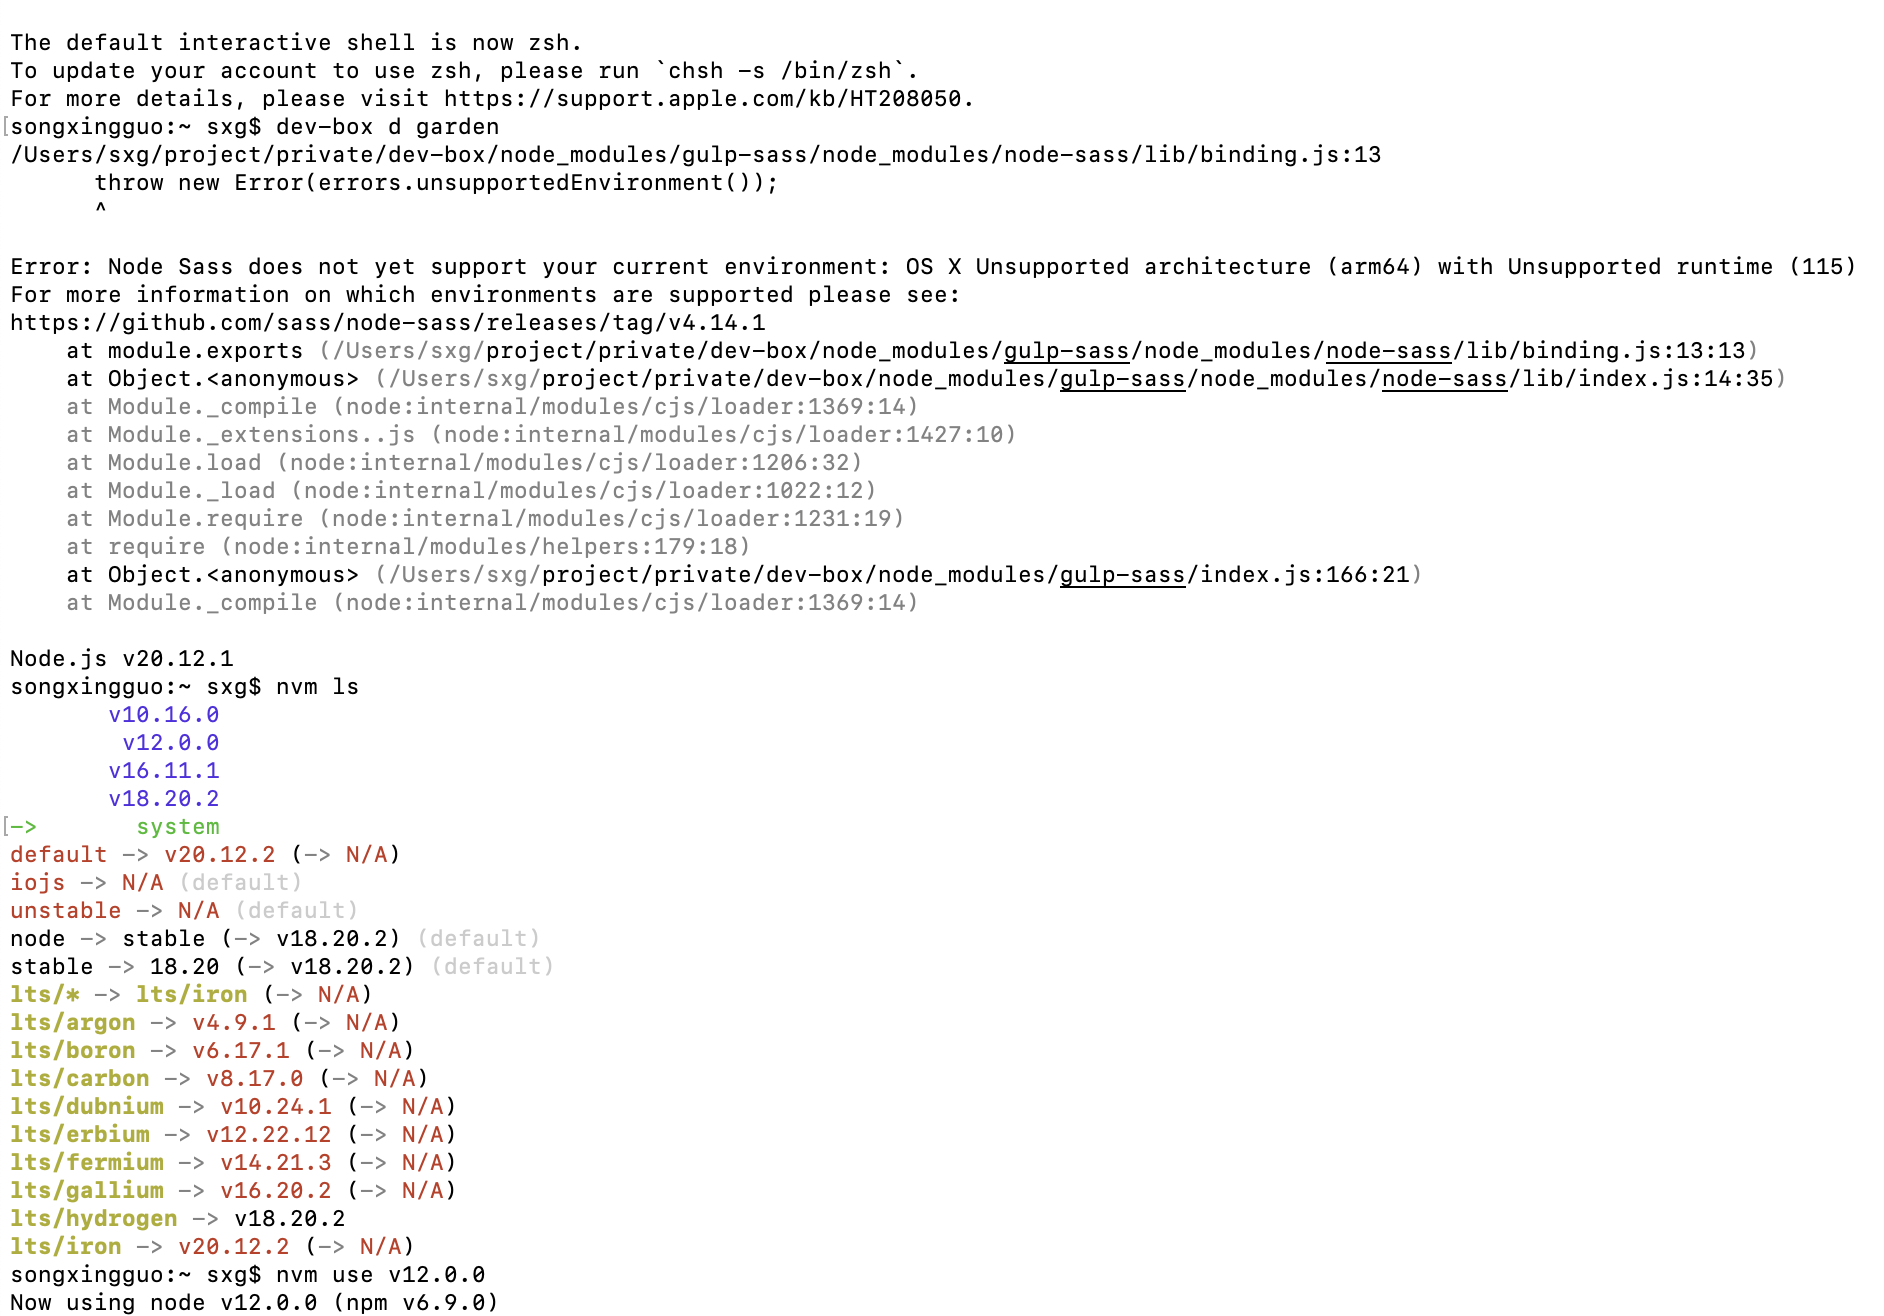 The default interactive shell is now zsh.
To update your account to use zsh, please run `chsh -s /bin/zsh`.
For more details, please visit https://support.apple.com/kb/HT208050.
[songxingguo:~ sxg$ dev-box d garden
/Users/sxg/project/private/dev-box/node_modules/gulp-sass/node_modules/node-sass/lib/binding.js:13
      throw new Error(errors.unsupportedEnvironment());
      ^
Error: Node Sass does not yet support your current environment: OS X Unsupported architecture (arm64) with Unsupported runtime (115)
For more information on which environments are supported please see:
https://github.com/sass/node-sass/releases/tag/v4.14.1
    at module.exports (/Users/sxg/project/private/dev-box/node_modules/gulp-sass/node_modules/node-sass/lib/binding.js:13:13)
    at Object.<anonymous> (/Users/sxg/project/private/dev-box/node_modules/gulp-sass/node_modules/node-sass/lib/index.js:14:35)
    at Module._compile (node:internal/modules/cjs/loader:1369:14)
    at Module._extensions..js (node:internal/modules/cjs/loader:1427:10)
    at Module.load (node:internal/modules/cjs/loader:1206:32)
    at Module._load (node:internal/modules/cjs/loader:1022:12)
    at Module.require (node:internal/modules/cjs/loader:1231:19)
    at require (node:internal/modules/helpers:179:18)
    at Object.<anonymous> (/Users/sxg/project/private/dev-box/node_modules/gulp-sass/index.js:166:21)
    at Module._compile (node:internal/modules/cjs/loader:1369:14)
Node.js v20.12.1
songxingguo:~ sxg$ nvm ls
       v10.16.0
        v12.0.0
       v16.11.1
       v18.20.2
[->       system
default -> v20.12.2 (-> N/A)
iojs -> N/A (default)
unstable -> N/A (default)
node -> stable (-> v18.20.2) (default)
stable -> 18.20 (-> v18.20.2) (default)
lts/* -> lts/iron (-> N/A)
lts/argon -> v4.9.1 (-> N/A)
lts/boron -> v6.17.1 (-> N/A)
lts/carbon -> v8.17.0 (-> N/A)
lts/dubnium -> v10.24.1 (-> N/A)
lts/erbium -> v12.22.12 (-> N/A)
lts/fermium -> v14.21.3 (-> N/A)
lts/gallium -> v16.20.2 (-> N/A)
lts/hydrogen -> v18.20.2
lts/iron -> v20.12.2 (-> N/A)
songxingguo:~ sxg$ nvm use v12.0.0
Now using node v12.0.0 (npm v6.9.0)